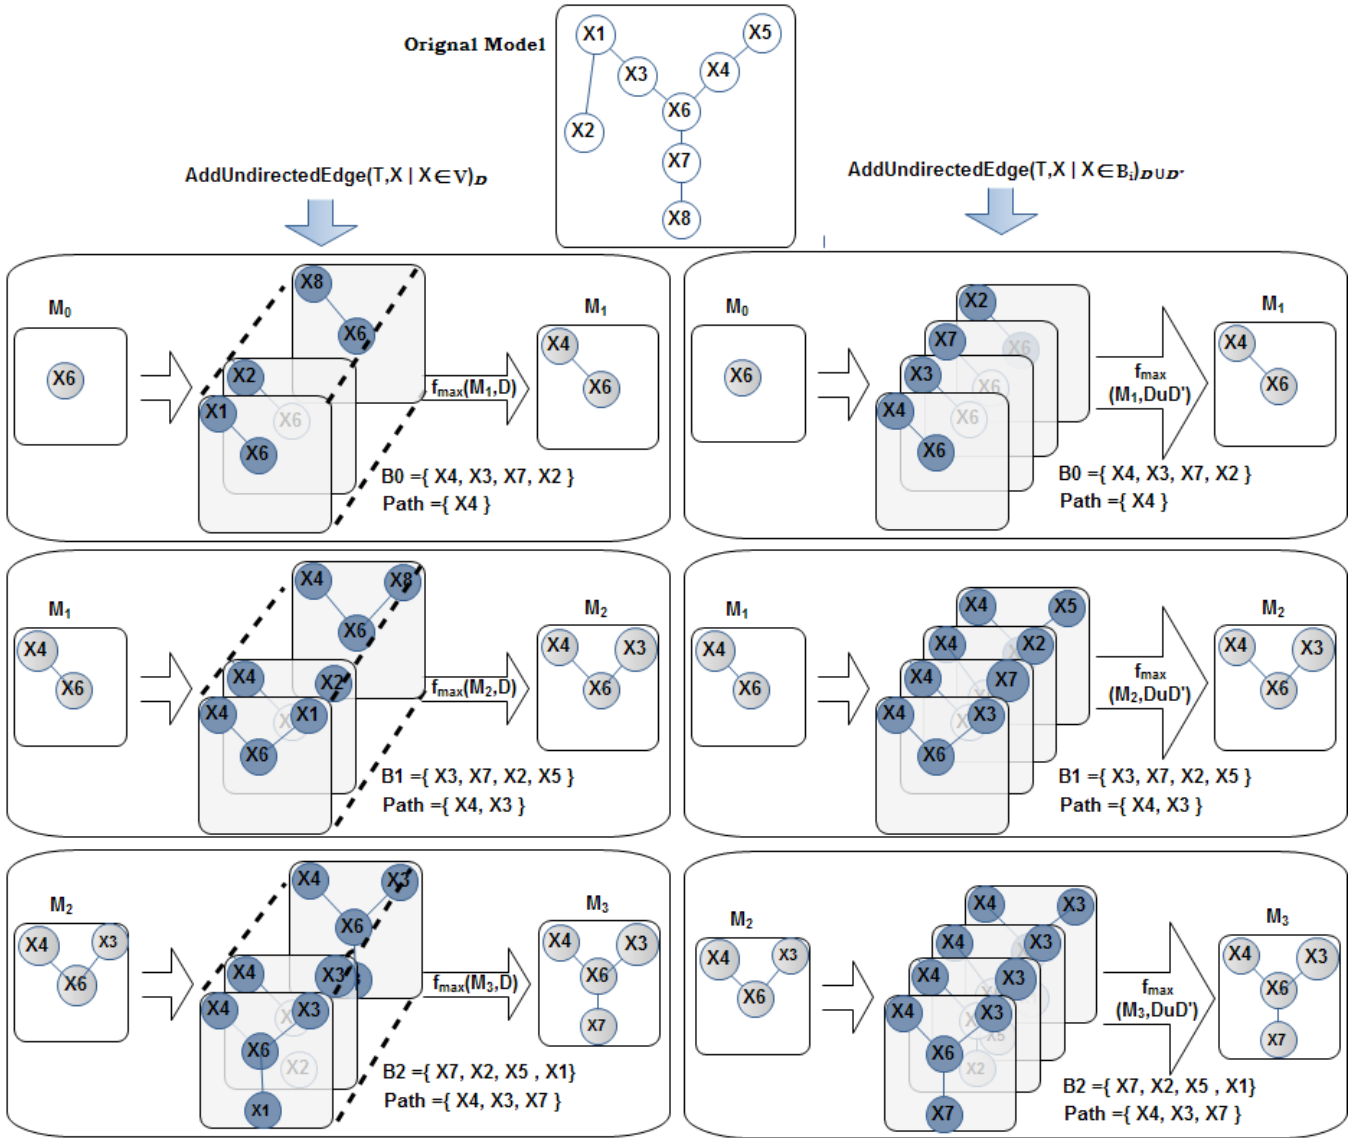 Orignal Model
X1
X5
X3
X4
X6
X2
X7
X8
AddUndirectedEdge(T,X | X∈V)D
AddUndirectedEdge(T,X | X∈Bi)D∪D'
M0
X6
X8
X6
X2
X6
X1
X6
fmax(M1,D)
M1
X4
X6
B0 ={ X4, X3, X7, X2 }
Path ={ X4 }
M0
X6
X2
X6
X7
X6
X3
X6
X4
X6
fmax
(M1,DuD')
M1
X4
X6
B0 ={ X4, X3, X7, X2 }
Path ={ X4 }
M1
X4
X6
X4
X8
X6
X4
X2
X4
X1
X6
fmax(M2,D)
M2
X4
X3
X6
B1 ={ X3, X7, X2, X5 }
Path ={ X4, X3 }
M1
X4
X6
X4
X5
X4
X2
X4
X7
X4
X3
X6
fmax
(M2,DuD')
M2
X4
X3
X6
B1 ={ X3, X7, X2, X5 }
Path ={ X4, X3 }
M2
X4
X3
X6
X4
X3
X6
X4
X3
X2
X4
X3
X6
X1
fmax(M3,D)
M3
X4
X3
X6
X7
B2 ={ X7, X2, X5 , X1}
Path ={ X4, X3, X7 }
M2
X4
X3
X6
X4
X3
X4
X3
X4
X3
X5
X2
X4
X3
X6
X7
fmax
(M3,DuD')
M3
X4
X3
X6
X7
B2 ={ X7, X2, X5 , X1}
Path ={ X4, X3, X7 }